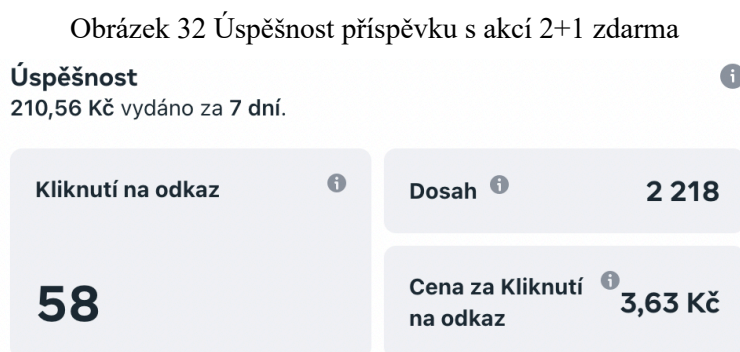 Obrázek 32 Úspěšnost příspěvku s akcí 2+1 zdarma
Úspěšnost
210,56 Kč vydáno za 7 dní.
Kliknutí na odkaz
58
Dosah
2 218
Cena za Kliknutí
na odkaz
3,63 Kč